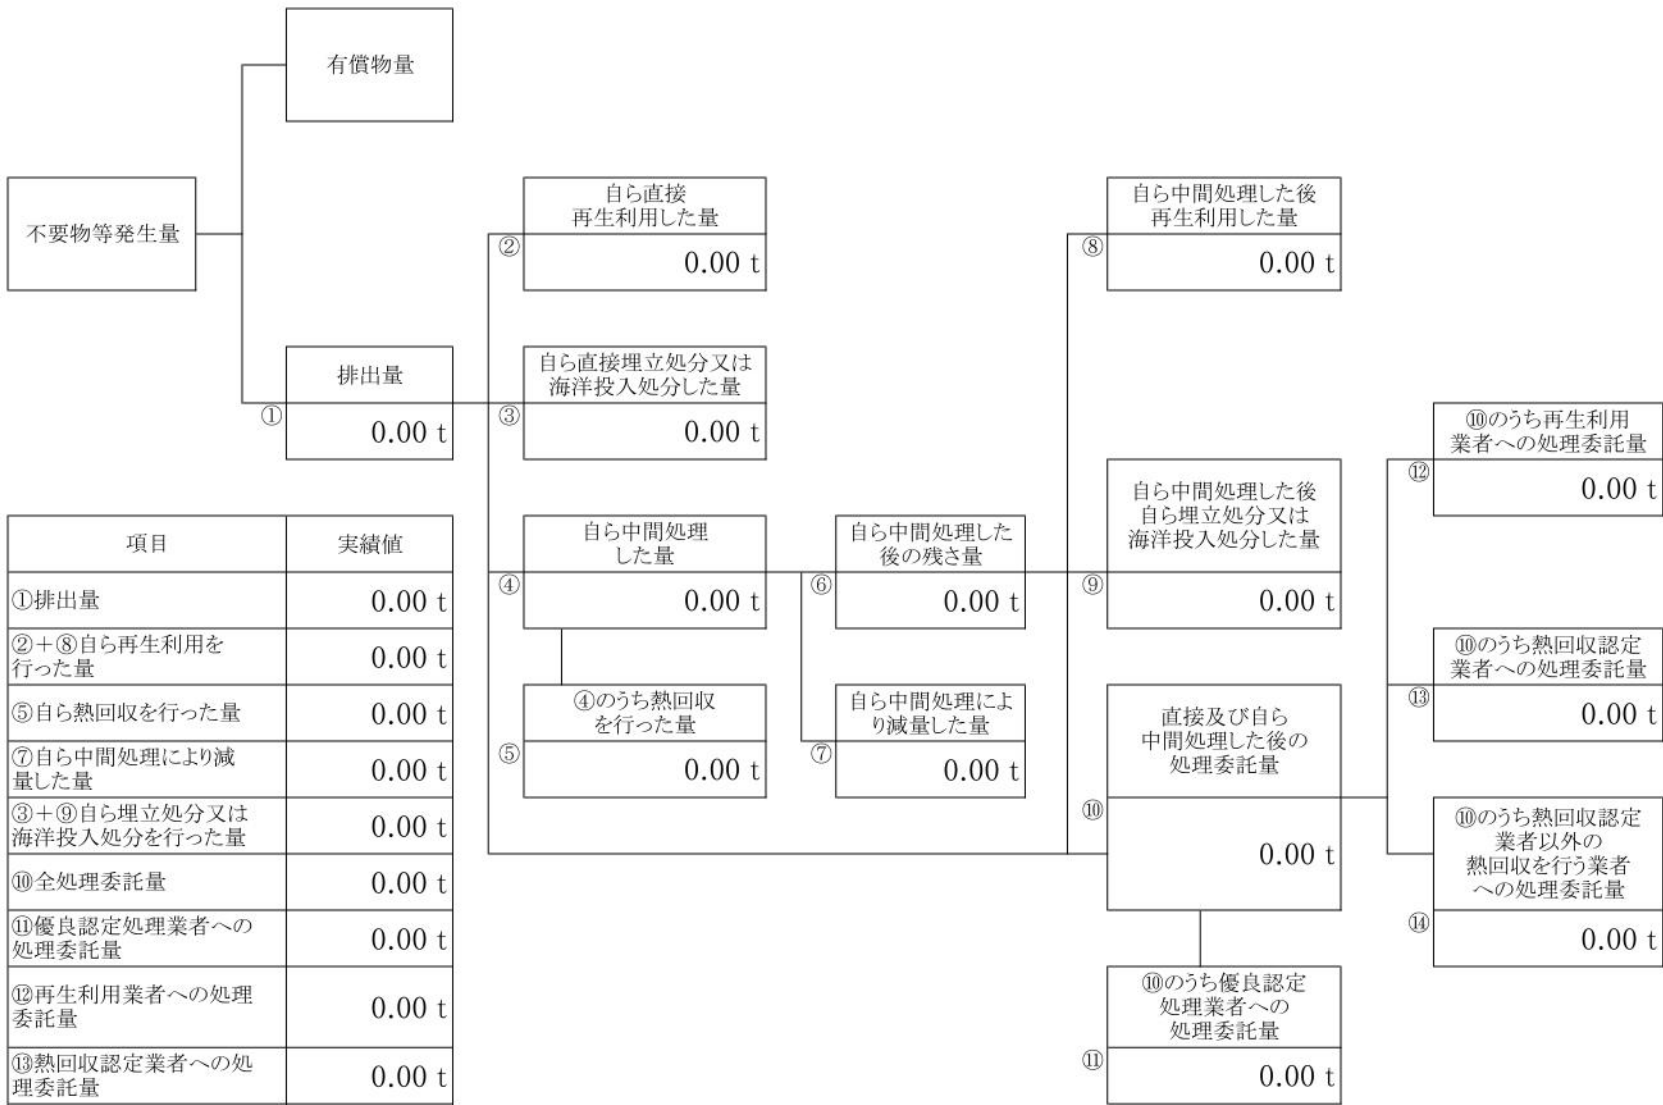 有償物量
不要物等発生量
自ら直接
再生利用した量
②
0.00 t
自ら中間処理した後
再生利用した量
⑧
0.00 t
排出量
①
0.00 t
自ら直接埋立処分又は
海洋投入処分した量
③
0.00 t
⑩のうち再生利用
業者への処理委託量
⑫
0.00 t
自ら中間処理
した量
④
0.00 t
自ら中間処理した
後の残さ量
⑥
0.00 t
自ら中間処理した後
自ら埋立処分又は
海洋投入処分した量
⑨
0.00 t
⑩のうち熱回収認定
業者への処理委託量
⑬
0.00 t
④のうち熱回収
を行った量
⑤
0.00 t
自ら中間処理によ
り減量した量
⑦
0.00 t
直接及び自ら
中間処理した後の
処理委託量
⑩
0.00 t
⑩のうち熱回収認定
業者以外の
熱回収を行う業者
への処理委託量
⑭
0.00 t
⑩のうち優良認定
処理業者への
処理委託量
⑪
0.00 t
項目 実績値
①排出量 0.00 t
②+⑧自ら再生利用を
行った量 0.00 t
⑤自ら熱回収を行った量 0.00 t
⑦自ら中間処理により減
量した量 0.00 t
③+⑨自ら埋立処分又は
海洋投入処分を行った量 0.00 t
⑩全処理委託量 0.00 t
⑪優良認定処理業者への
処理委託量 0.00 t
⑫再生利用業者への処理
委託量 0.00 t
⑬熱回収認定業者への処
理委託量 0.00 t